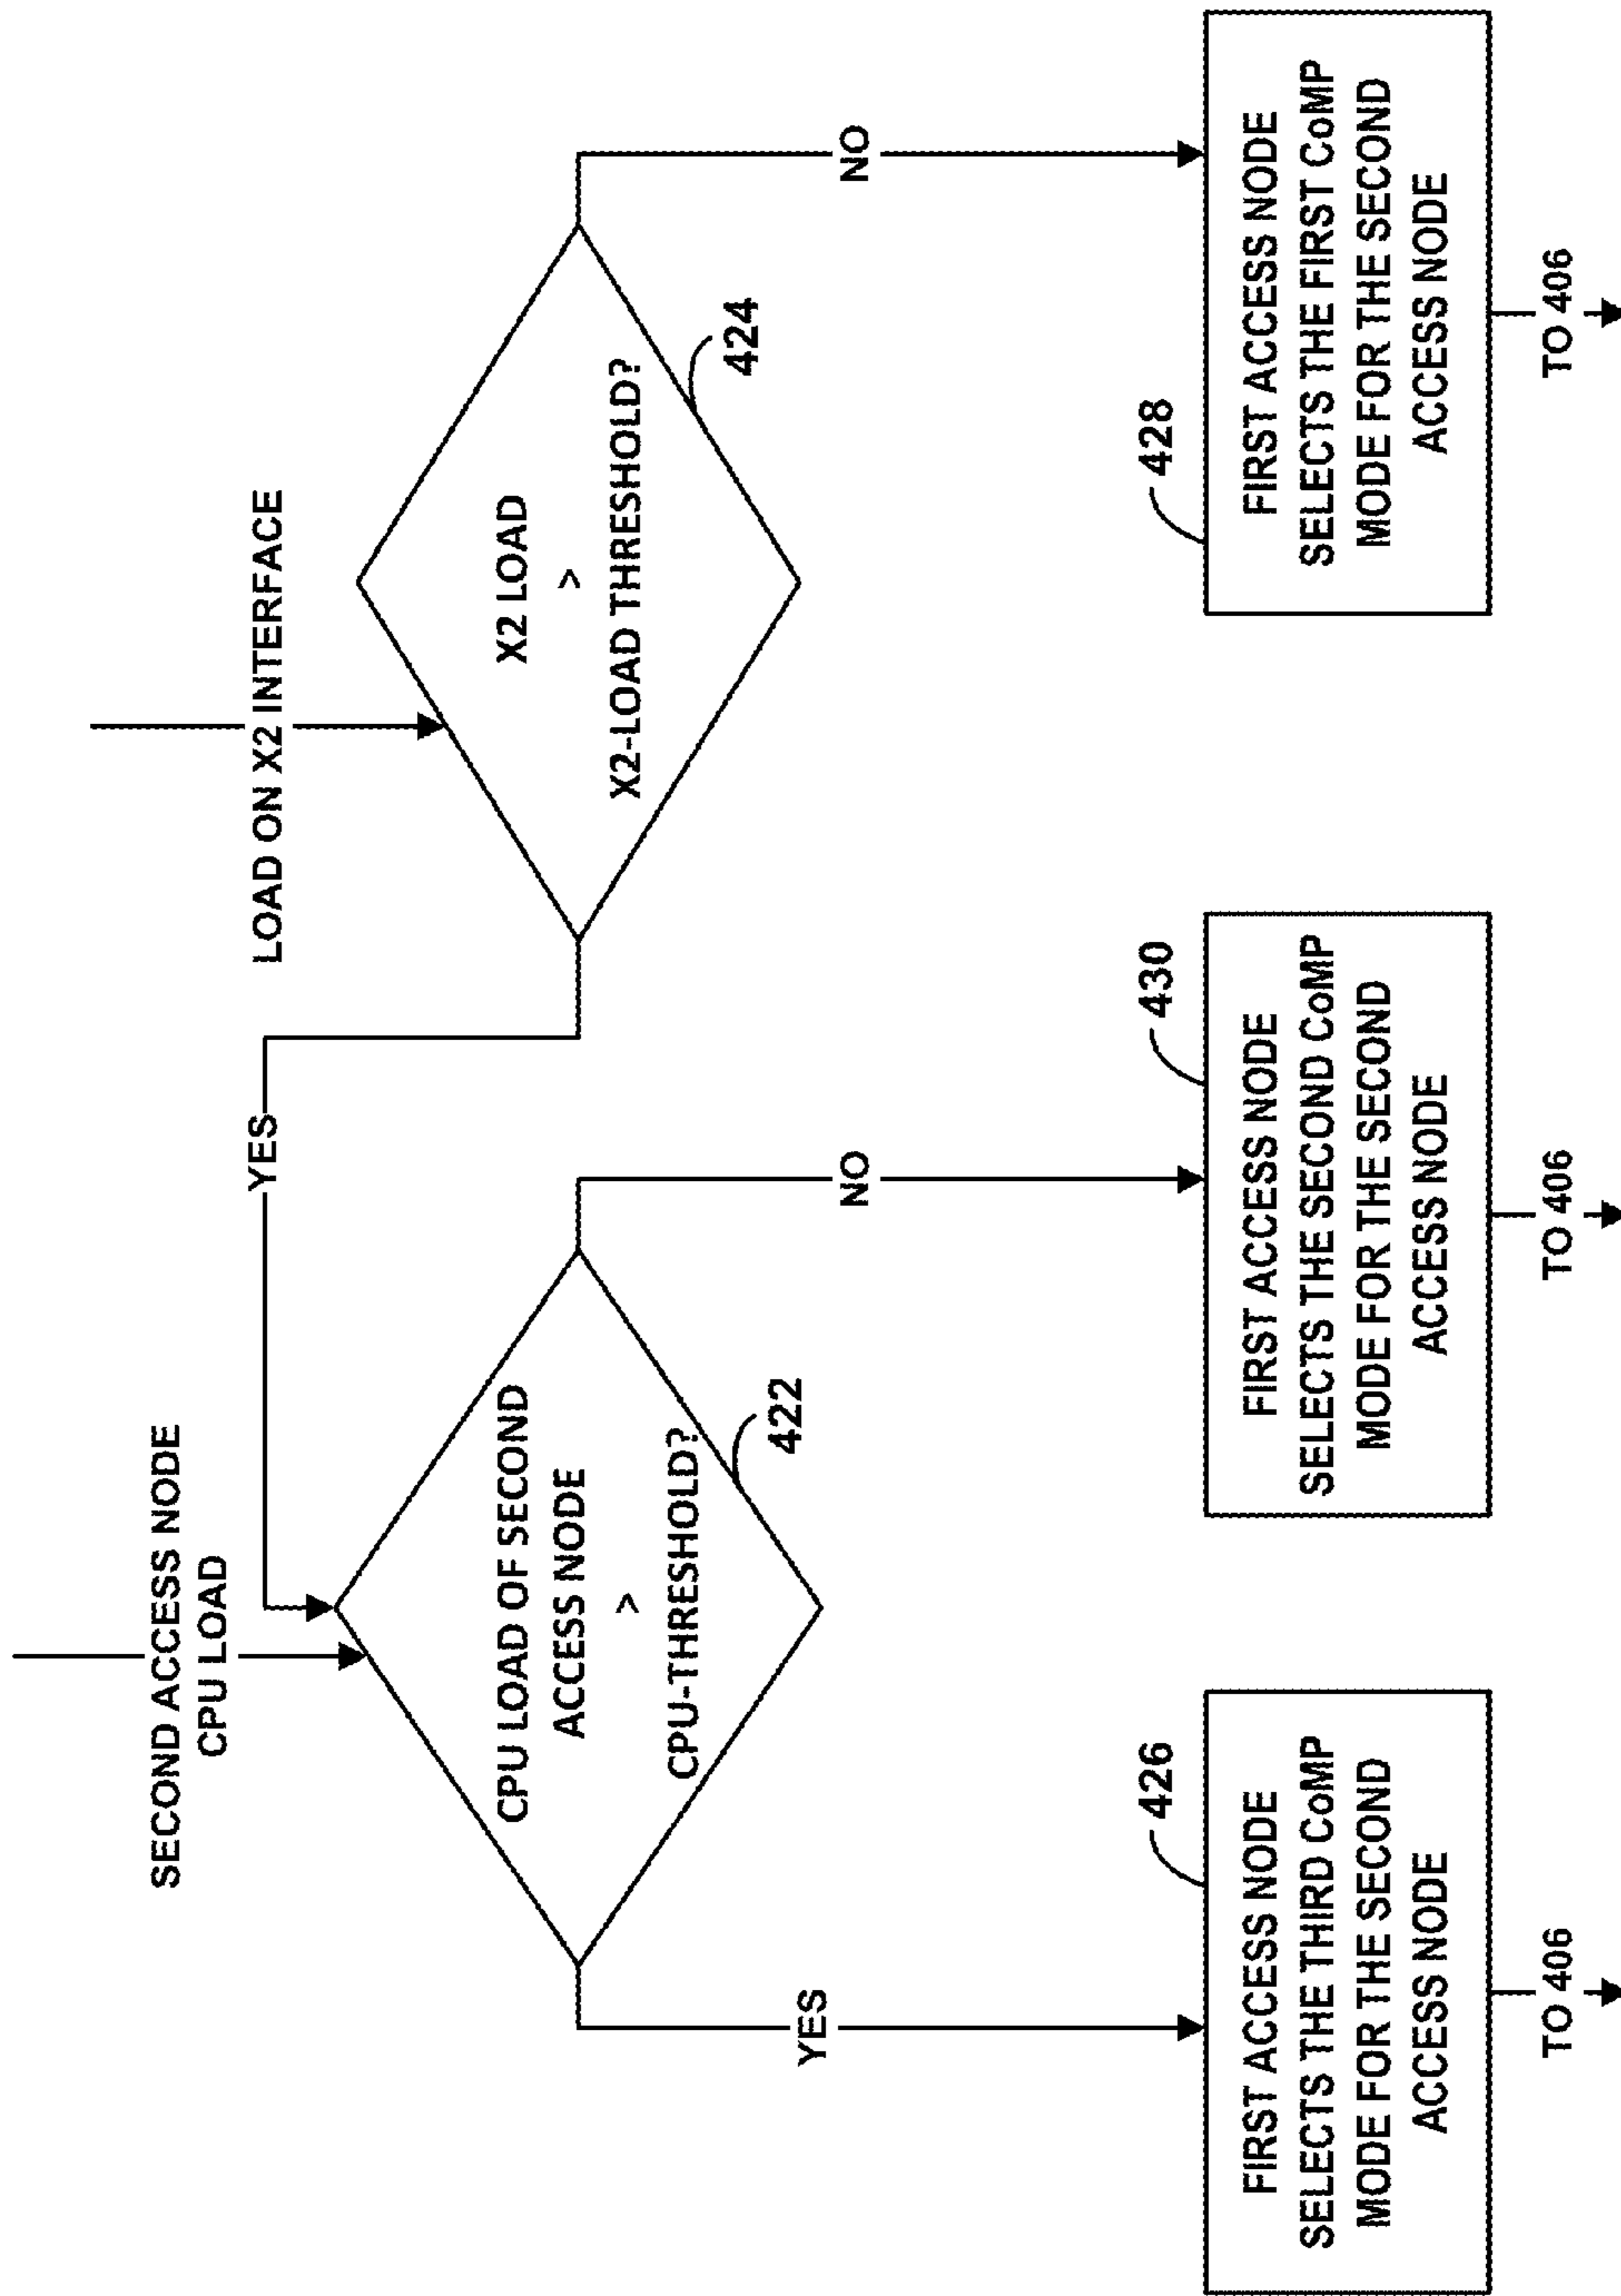 SECOND ACCESS NODE
CPU LOAD
YES
LOAD ON X2 INTERFACE
CPU LOAD OF SECOND
ACCESS NODE
>
CPU-THRESHOLD?
422
X2 LOAD
>
X2-LOAD THRESHOLD?
424
YES
NO
NO
426
FIRST ACCESS NODE
SELECTS THE THIRD CoMP
MODE FOR THE SECOND
ACCESS NODE
430
FIRST ACCESS NODE
SELECTS THE SECOND CoMP
MODE FOR THE SECOND
ACCESS NODE
428
FIRST ACCESS NODE
SELECTS THE FIRST CoMP
MODE FOR THE SECOND
ACCESS NODE
TO 406
TO 406
TO 406